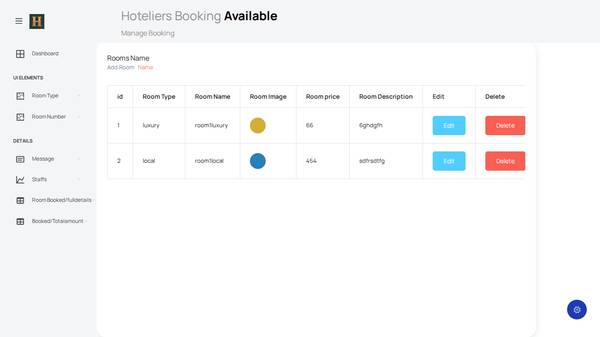 H
Hoteliers Booking Available
Manage Booking
Dashboard
UI ELEMENTS
Room Type
Room Number
DETAILS
Message
Staffs
Room Booked/fulldetails
Booked/Totalamount
Rooms Name
Add Room Name
id Room Type Room Name Room Image Room price Room Description Edit Delete
1 luxury room1luxury 66 6ghdgfh Edit Delete
2 local room1local 454 sdfrsdtfg Edit Delete